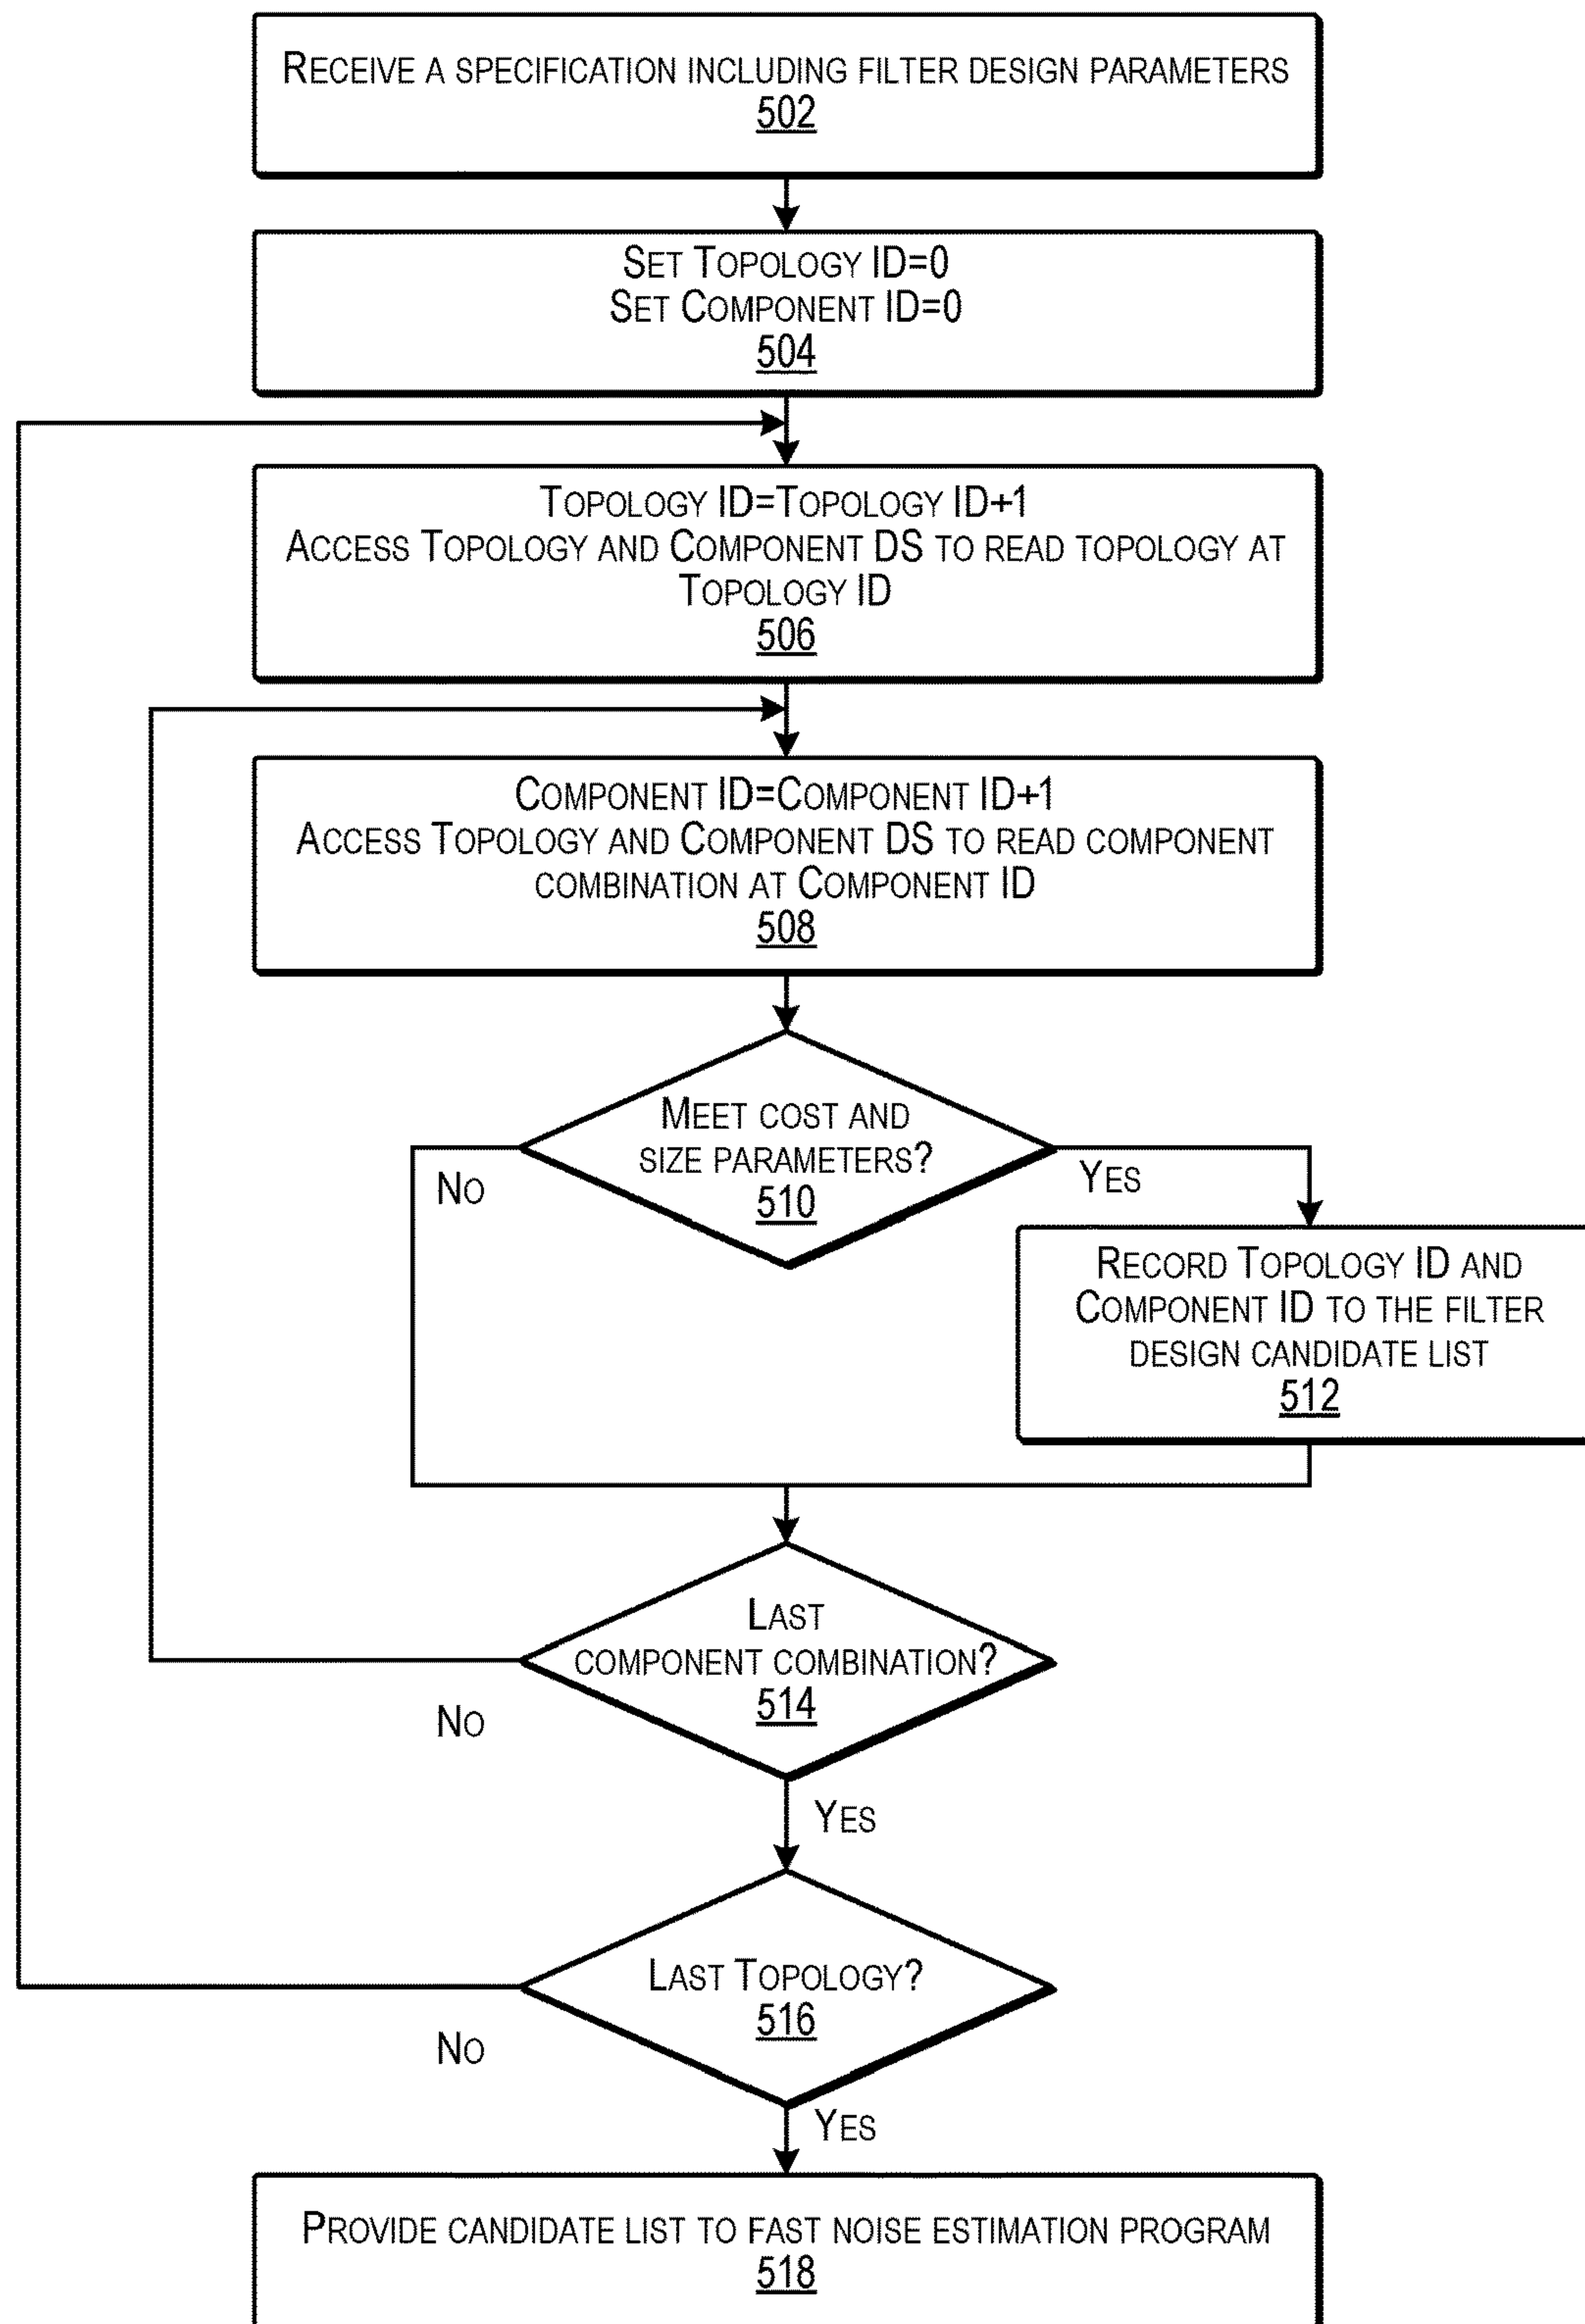 RECEIVE A SPECIFICATION INCLUDING FILTER DESIGN PARAMETERS
502
SET TOPOLOGY ID=0
SET COMPONENT ID=0
504
TOPOLOGY ID=TOPOLOGY ID+1
ACCESS TOPOLOGY AND COMPONENT DS TO READ TOPOLOGY AT
TOPOLOGY ID
506
COMPONENT ID=COMPONENT ID+1
ACCESS TOPOLOGY AND COMPONENT DS TO READ COMPONENT
COMBINATION AT COMPONENT ID
508
MEET COST AND
SIZE PARAMETERS?
510
NO
YES
RECORD TOPOLOGY ID AND
COMPONENT ID TO THE FILTER
DESIGN CANDIDATE LIST
512
LAST
COMPONENT COMBINATION?
514
NO
YES
LAST TOPOLOGY?
516
NO
YES
PROVIDE CANDIDATE LIST TO FAST NOISE ESTIMATION PROGRAM
518